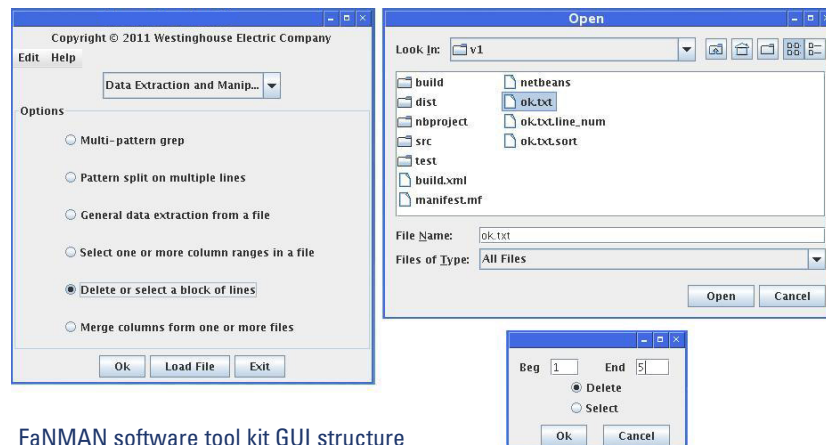 Copyright © 2011 Westinghouse Electric Company
Edit Help
Data Extraction and Manip...
Options
Multi-pattern grep
Pattern split on multiple lines
General data extraction from a file
Select one or more column ranges in a file
Delete or select a block of lines
Merge columns form one or more files
Ok Load File Exit
Open
Look In: v1
build netbeans
dist ok.txt
nbproject ok.txt.line_num
src ok.txt.sort
test
build.xml
manifest.mf
File Name: ok.txt
Files of Type: All Files
Open Cancel
Beg 1 End 5
Delete
Select
Ok Cancel
FaNMAN software tool kit GUI structure